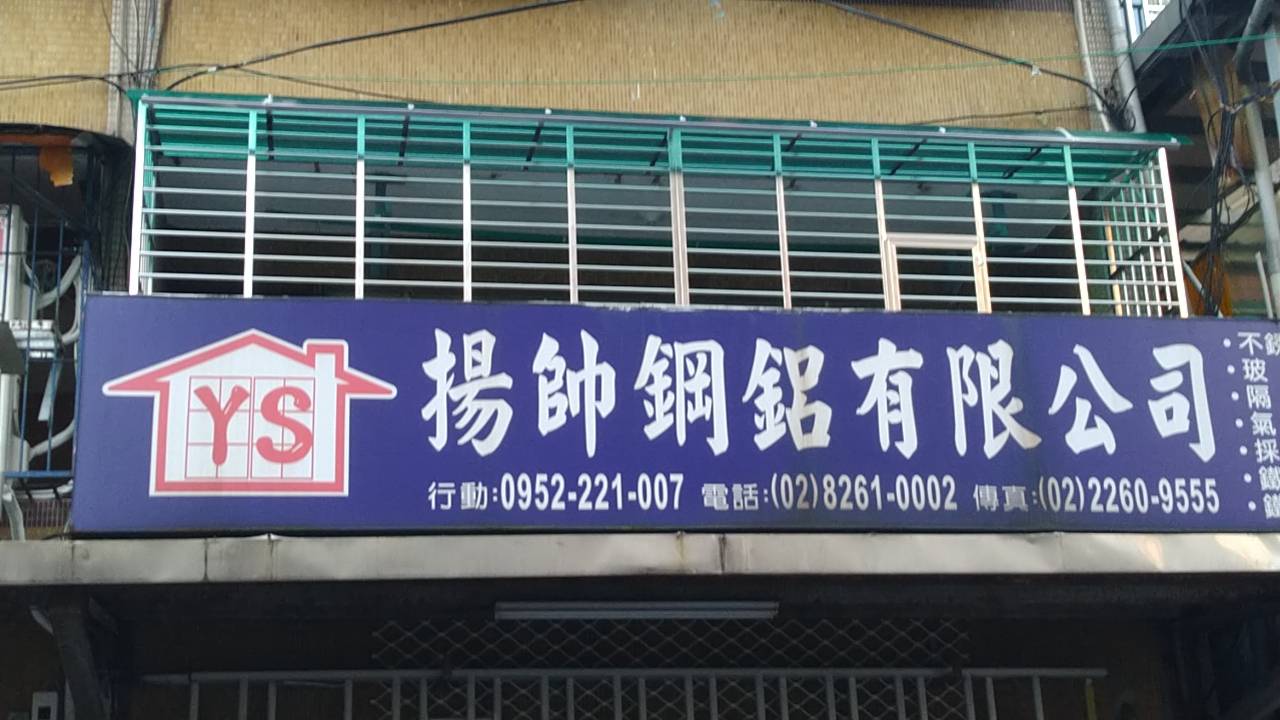 YS
揚帥鋼鋁有限公司
行動:0952-221-007 電話:(02)8261-0002 傳真:(02)2260-9555
·不
·玻
·隔
·氣
·採
·鐵